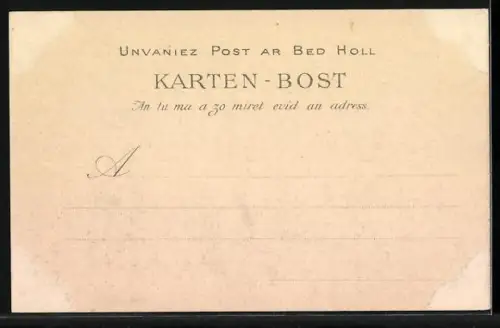 Unvaniez Post ar Bed Holl
KARTEN-BOST
An tu ma a zo miret evid an adress.
A